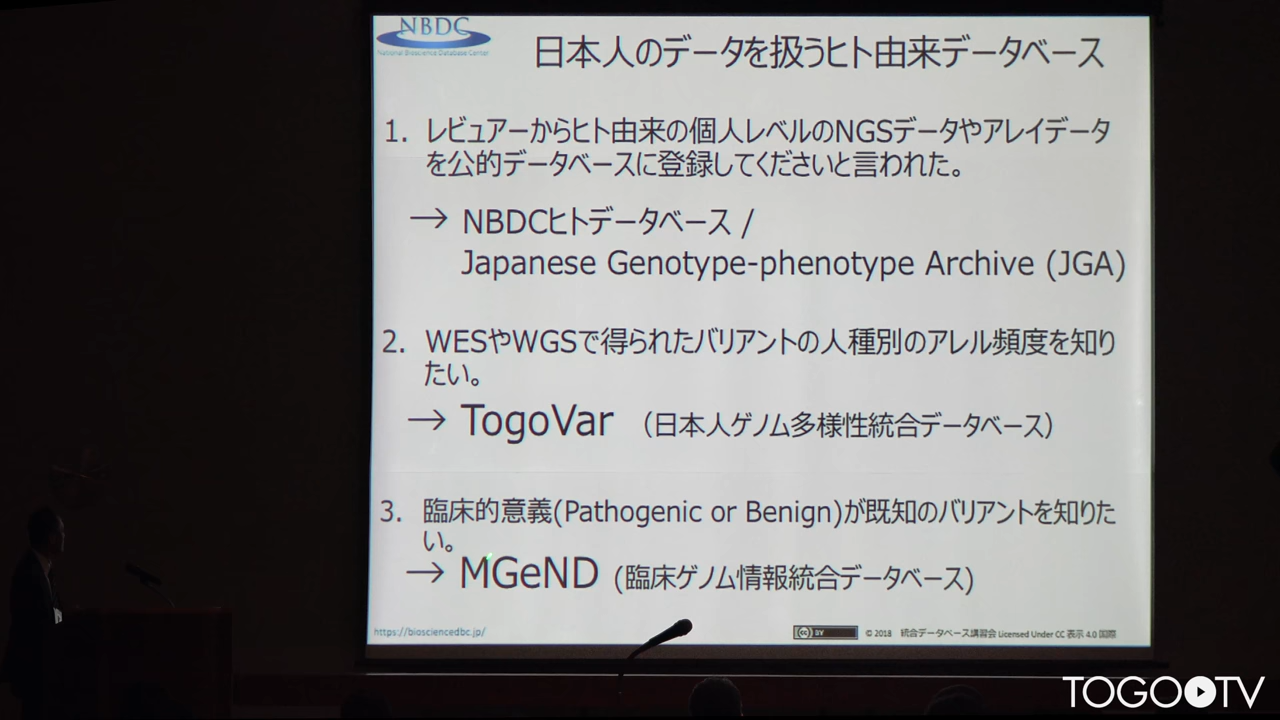 NBDC
National Bioscience Database Center
日本人のデータを扱うヒト由来データベース
1. レビュアーからヒト由来の個人レベルのNGSデータやアレイデータ
を公的データベースに登録してくださいと言われた。
→ NBDCヒトデータベース /
Japanese Genotype-phenotype Archive (JGA)
2. WESやWGSで得られたバリアントの人種別のアレル頻度を知り
たい。
→ TogoVar （日本人ゲノム多様性統合データベース）
3. 臨床的意義(Pathogenic or Benign)が既知のバリアントを知りた
い。
→ MGeND (臨床ゲノム情報統合データベース)
https://biosciencedbc.jp/
cc BY © 2018 統合データベース講習会 Licensed Under CC 表示 4.0 国際
TOGO TV